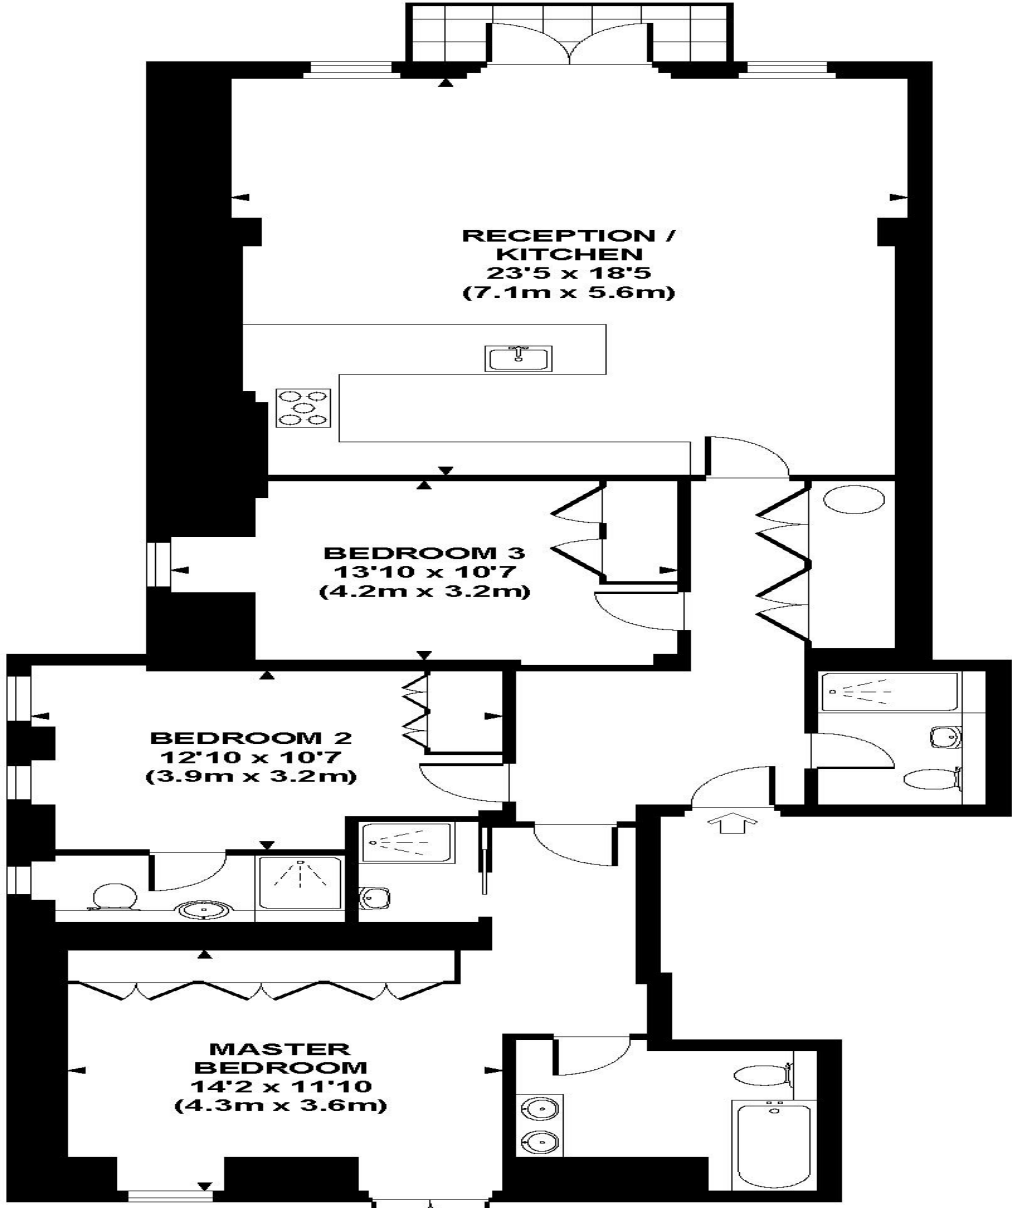 RECEPTION /
KITCHEN
23'5 x 18'5
(7.1m x 5.6m)
BEDROOM 3
13'10 x 10'7
(4.2m x 3.2m)
BEDROOM 2
12'10 x 10'7
(3.9m x 3.2m)
MASTER
BEDROOM
14'2 x 11'10
(4.3m x 3.6m)